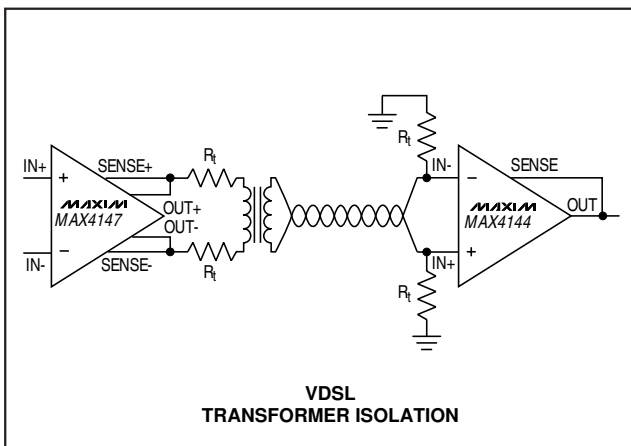 IN+
+
MAXIM
MAX4147
−
IN-
SENSE+
OUT+
OUT-
SENSE-
Rt
Rt
Rt
IN-
−
SENSE
MAXIM
MAX4144
OUT
IN+
+
Rt
VDSL
TRANSFORMER ISOLATION